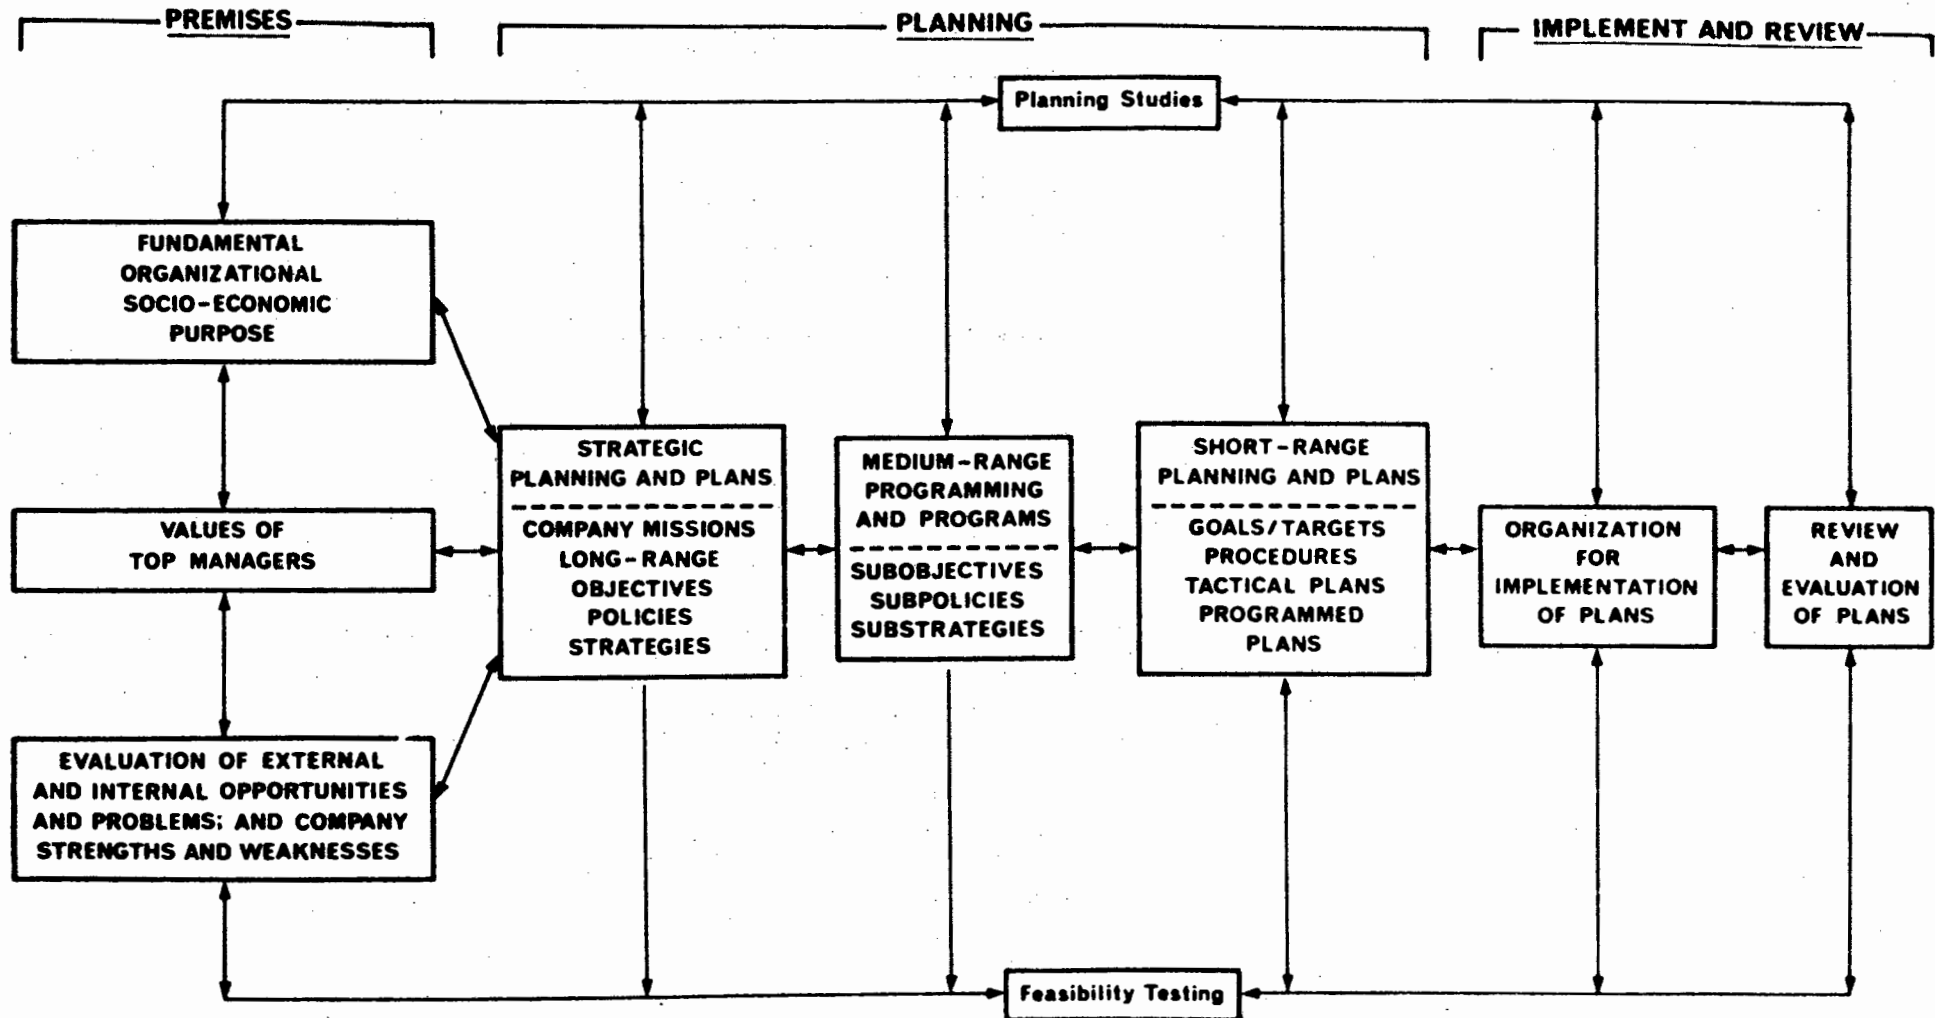 PREMISES
PLANNING
IMPLEMENT AND REVIEW
Planning Studies
FUNDAMENTAL
ORGANIZATIONAL
SOCIO-ECONOMIC
PURPOSE
VALUES OF
TOP MANAGERS
EVALUATION OF EXTERNAL
AND INTERNAL OPPORTUNITIES
AND PROBLEMS; AND COMPANY
STRENGTHS AND WEAKNESSES
STRATEGIC
PLANNING AND PLANS
COMPANY MISSIONS
LONG-RANGE
OBJECTIVES
POLICIES
STRATEGIES
MEDIUM-RANGE
PROGRAMMING
AND PROGRAMS
SUBOBJECTIVES
SUBPOLICIES
SUBSTRATEGIES
SHORT-RANGE
PLANNING AND PLANS
GOALS/TARGETS
PROCEDURES
TACTICAL PLANS
PROGRAMMED
PLANS
ORGANIZATION
FOR
IMPLEMENTATION
OF PLANS
REVIEW
AND
EVALUATION
OF PLANS
Feasibility Testing